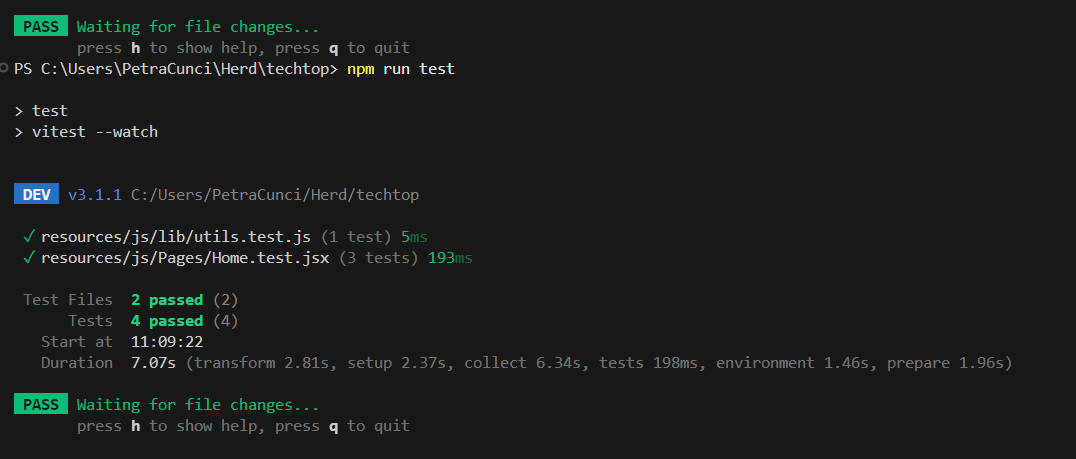 PASS Waiting for file changes...
press h to show help, press q to quit
PS C:\Users\PetraCunci\Herd\techtop> npm run test
> test
> vitest --watch
DEV v3.1.1 C:/Users/PetraCunci/Herd/techtop
✓ resources/js/lib/utils.test.js (1 test) 5ms
✓ resources/js/Pages/Home.test.jsx (3 tests) 193ms
Test Files 2 passed (2)
Tests 4 passed (4)
Start at 11:09:22
Duration 7.07s (transform 2.81s, setup 2.37s, collect 6.34s, tests 198ms, environment 1.46s, prepare 1.96s)
PASS Waiting for file changes...
press h to show help, press q to quit